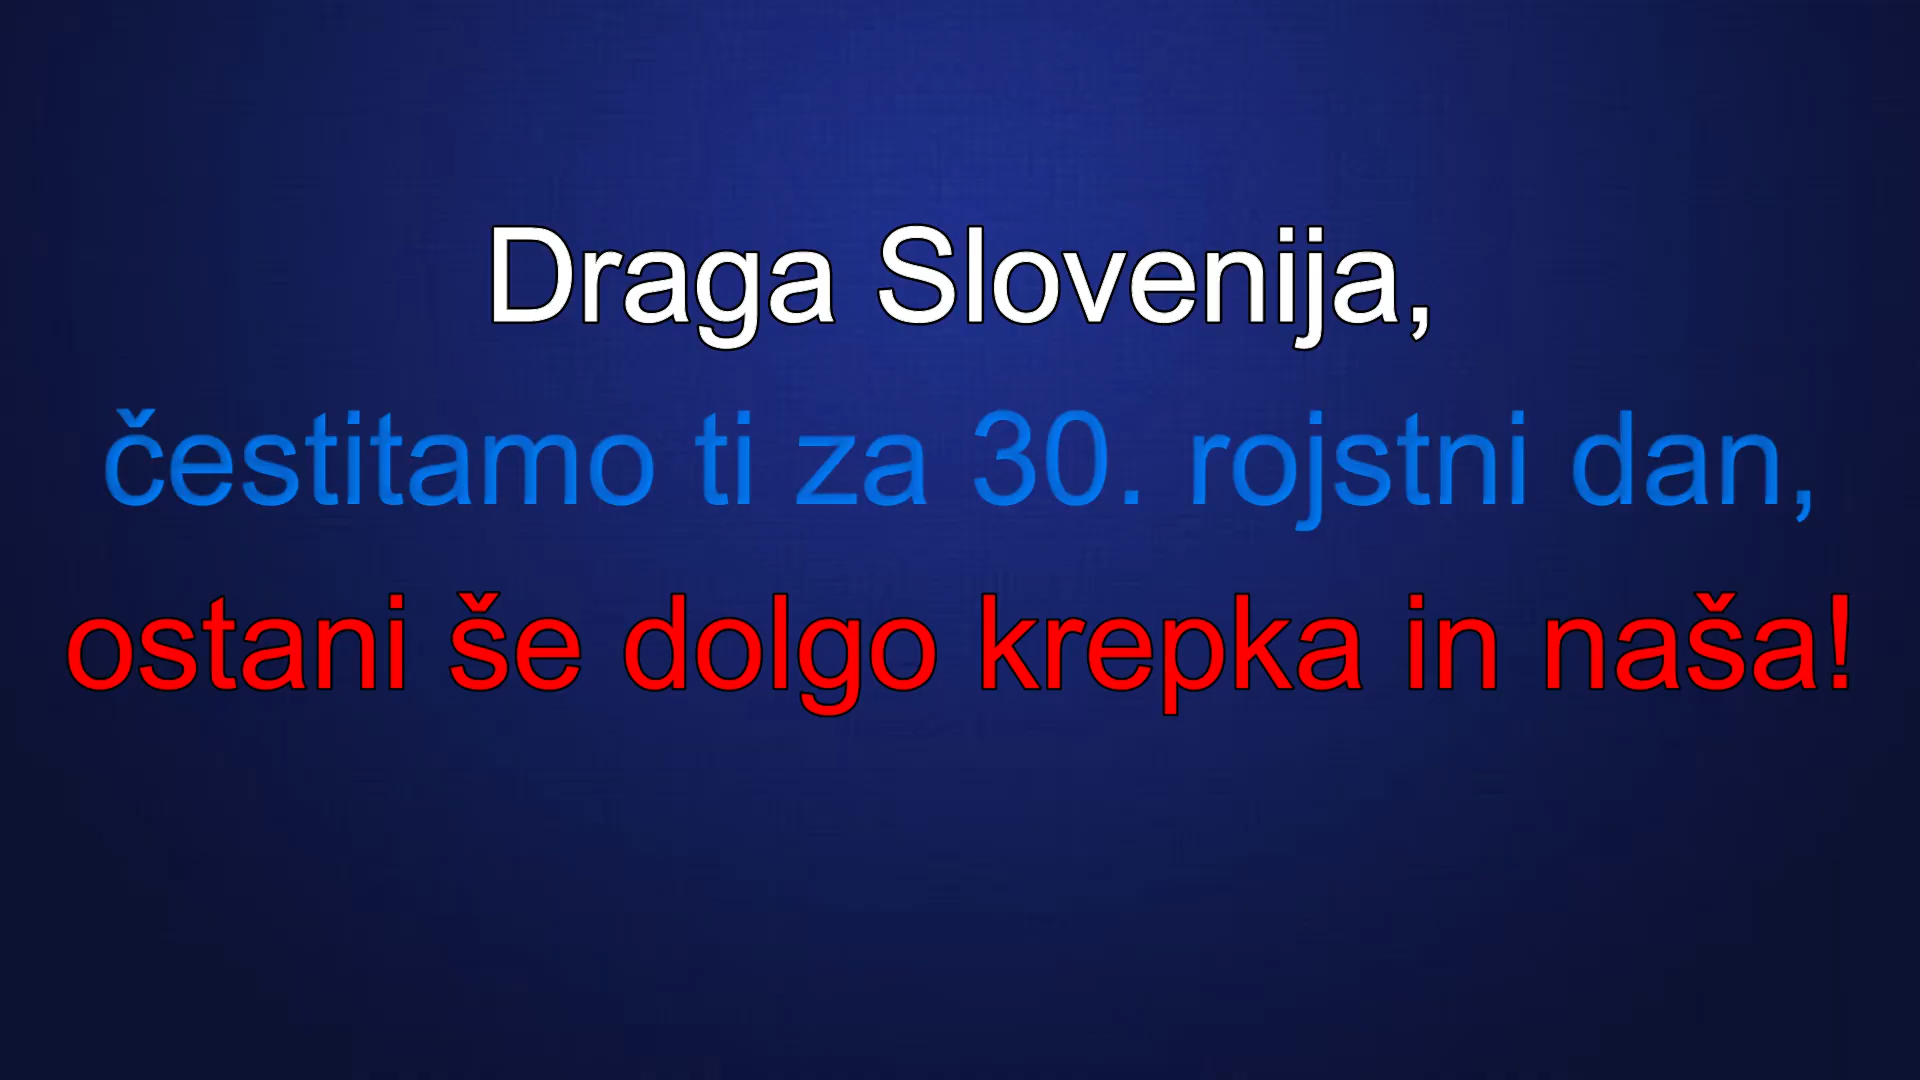 Draga Slovenija,
čestitamo ti za 30. rojstni dan,
ostani še dolgo krepka in naša!